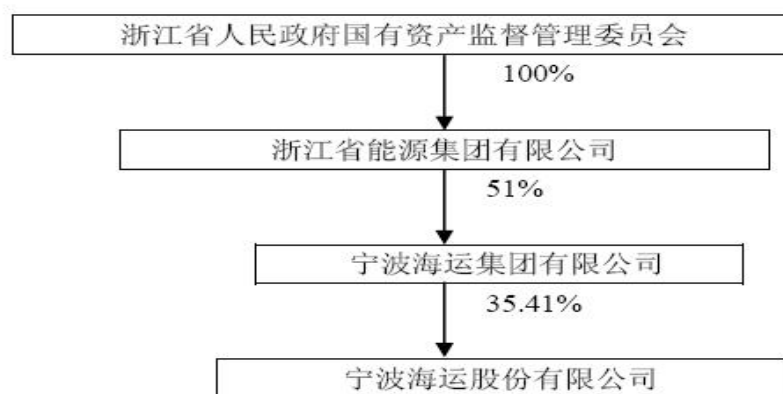 浙江省人民政府国有资产监督管理委员会
100%
浙江省能源集团有限公司
51%
宁波海运集团有限公司
35.41%
宁波海运股份有限公司